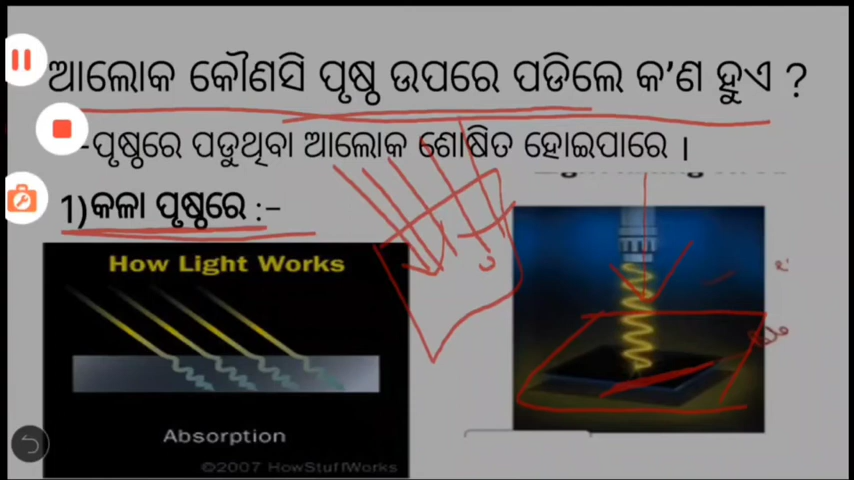 ଆଲୋକ କୌଣସି ପୃଷ୍ଠ ଉପରେ ପଡିଲେ କ'ଣ ହୁଏ ?
-ପୃଷ୍ଠରେ ପଡୁଥିବା ଆଲୋକ ଶୋଷିତ ହୋଇପାରେ ।
1)କଳା ପୃଷ୍ଠରେ :-
How Light Works
Absorption
©2007 HowStuffWorks